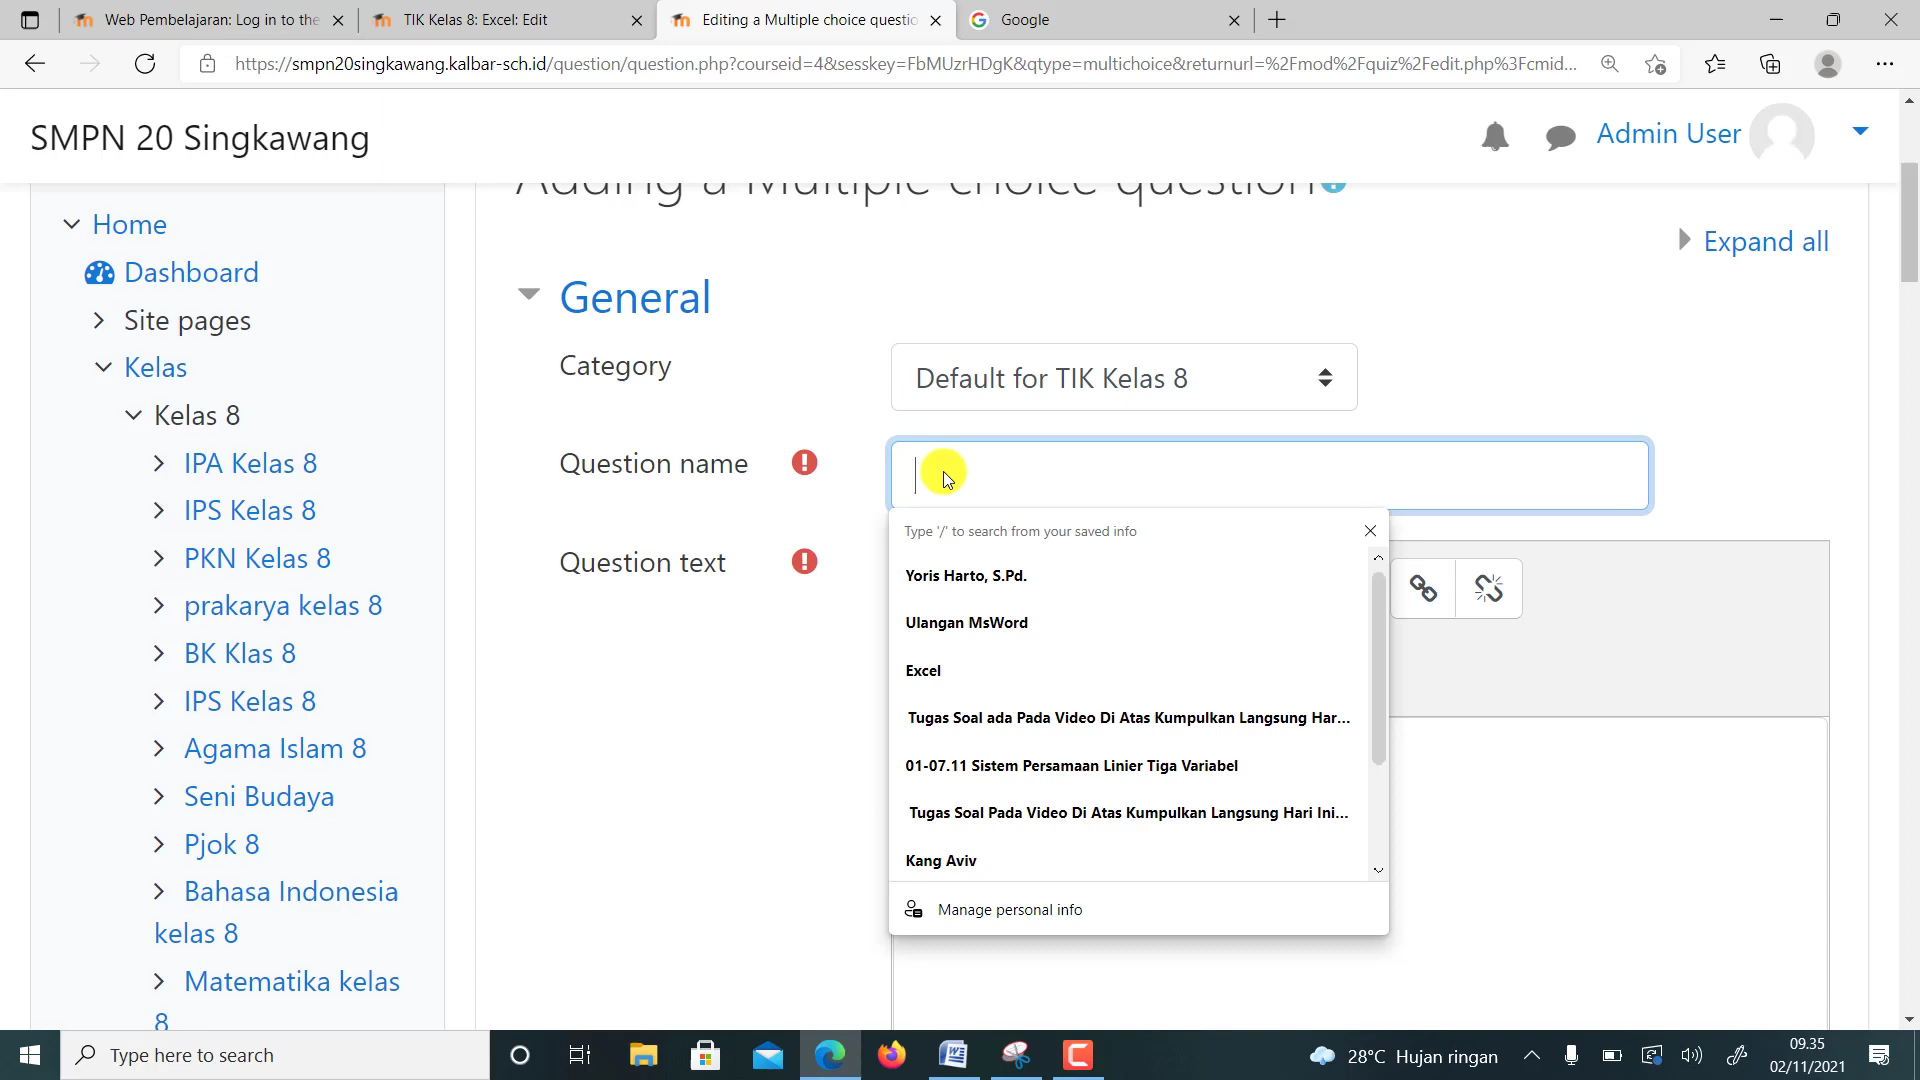 Web Pembelajaran: Log in to the
TIK Kelas 8: Excel: Edit
Editing a Multiple choice questio
Google
https://smpn20singkawang.kalbar-sch.id/question/question.php?courseid=4&sesskey=FbMUzrHDgK&qtype=multichoice&returnurl=%2Fmod%2Fquiz%2Fedit.php%3Fcmid...
SMPN 20 Singkawang
Admin User
Adding a Multiple choice question
Home
Dashboard
Site pages
Kelas
Kelas 8
IPA Kelas 8
IPS Kelas 8
PKN Kelas 8
prakarya kelas 8
BK Klas 8
IPS Kelas 8
Agama Islam 8
Seni Budaya
Pjok 8
Bahasa Indonesia
kelas 8
Matematika kelas
8
Expand all
General
Category
Default for TIK Kelas 8
Question name
Question text
Type '/' to search from your saved info
Yoris Harto, S.Pd.
Ulangan MsWord
Excel
Tugas Soal ada Pada Video Di Atas Kumpulkan Langsung Har...
01-07.11 Sistem Persamaan Linier Tiga Variabel
Tugas Soal Pada Video Di Atas Kumpulkan Langsung Hari Ini...
Kang Aviv
Manage personal info
Type here to search
28°C Hujan ringan
09.35
02/11/2021